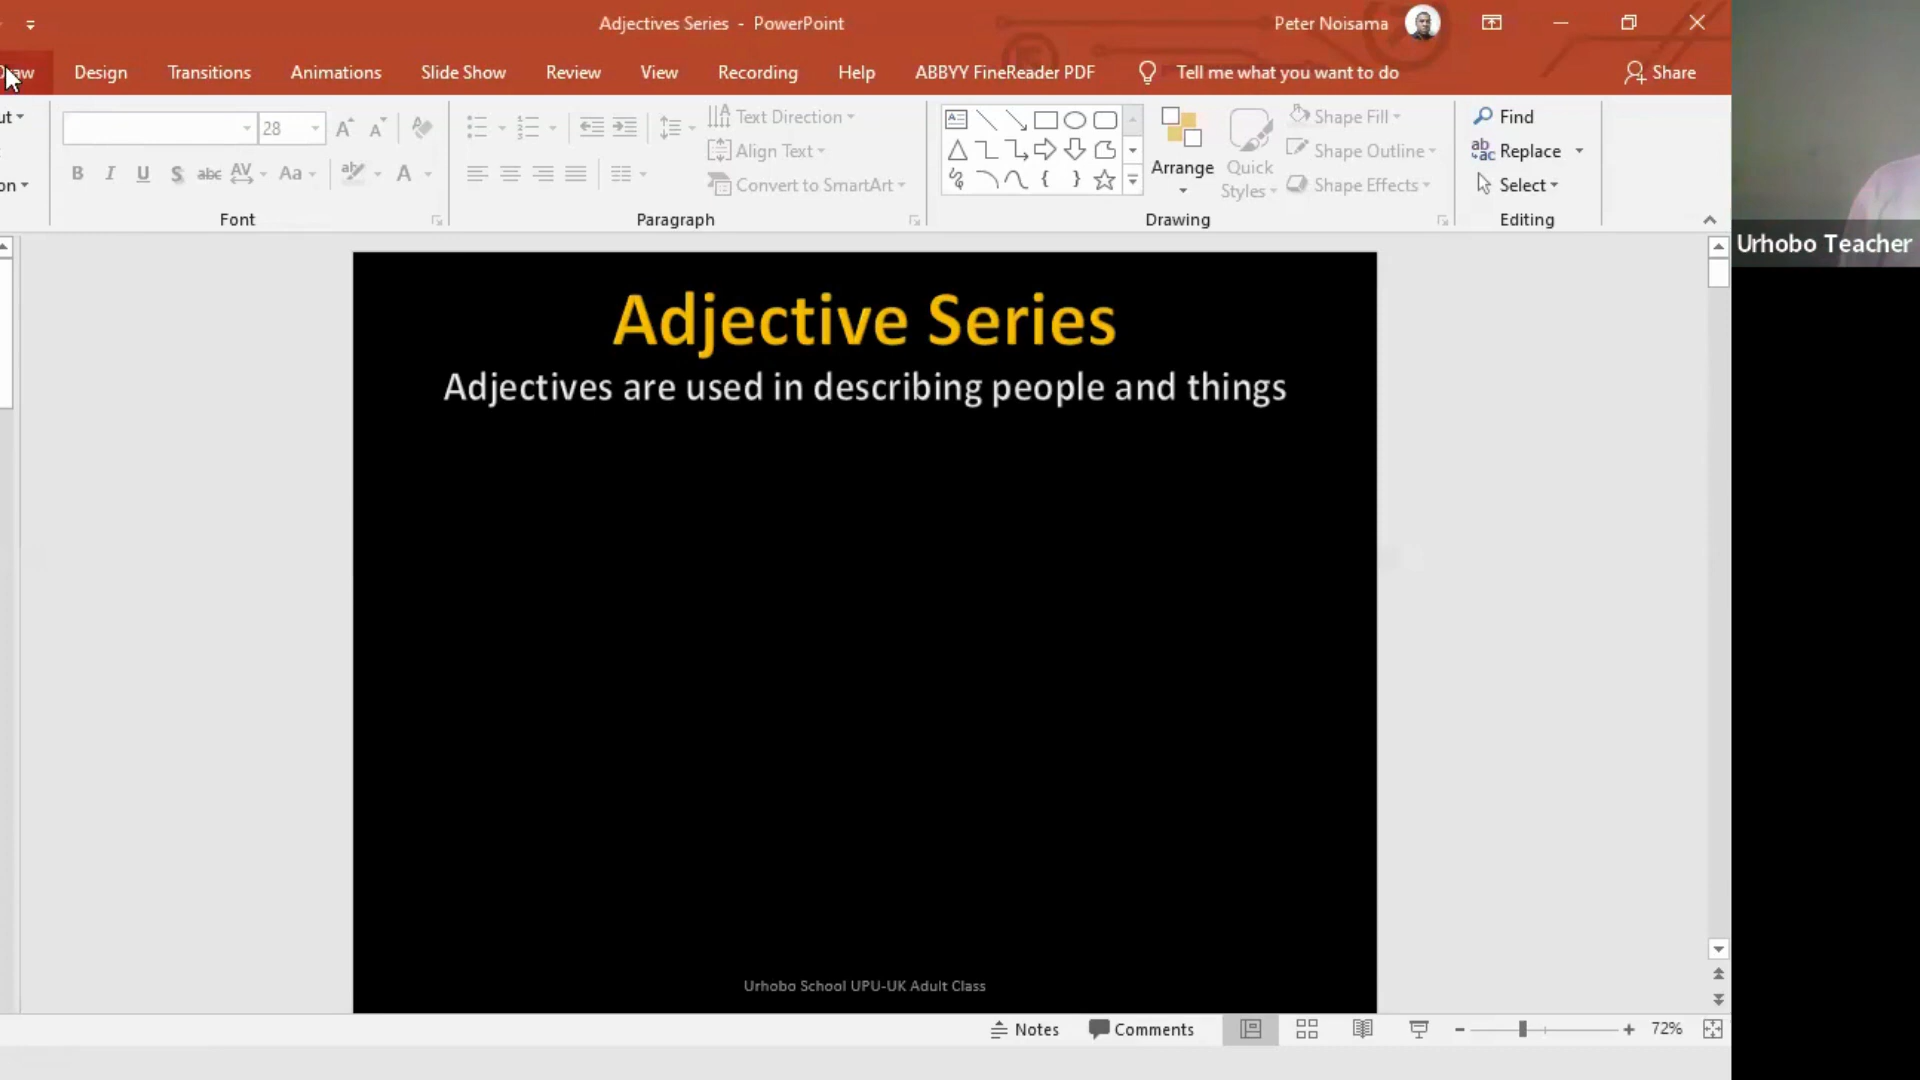 Adjectives Series - PowerPoint
Peter Noisama
Design Transitions Animations Slide Show Review View Recording Help ABBYY FineReader PDF Tell me what you want to do Share
28
Text Direction
Align Text
Convert to SmartArt
Arrange
Quick Styles
Shape Fill
Shape Outline
Shape Effects
Find
Replace
Select
Font
Paragraph
Drawing
Editing
Urhobo Teacher
Adjective Series
Adjectives are used in describing people and things
Urhobo School UPU-UK Adult Class
Notes Comments 72%